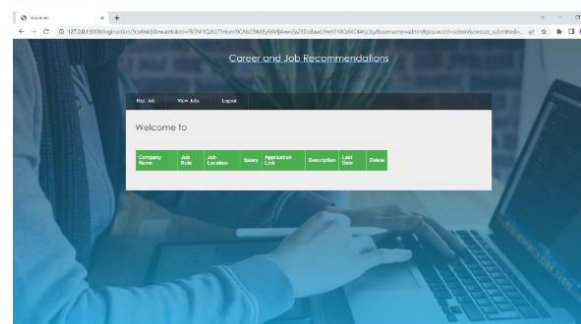 Career and Job Recommendations
Post Job View Jobs Logout
Welcome to
Company Name Job Role Job Location Salary Application Link Description Last Date Delete